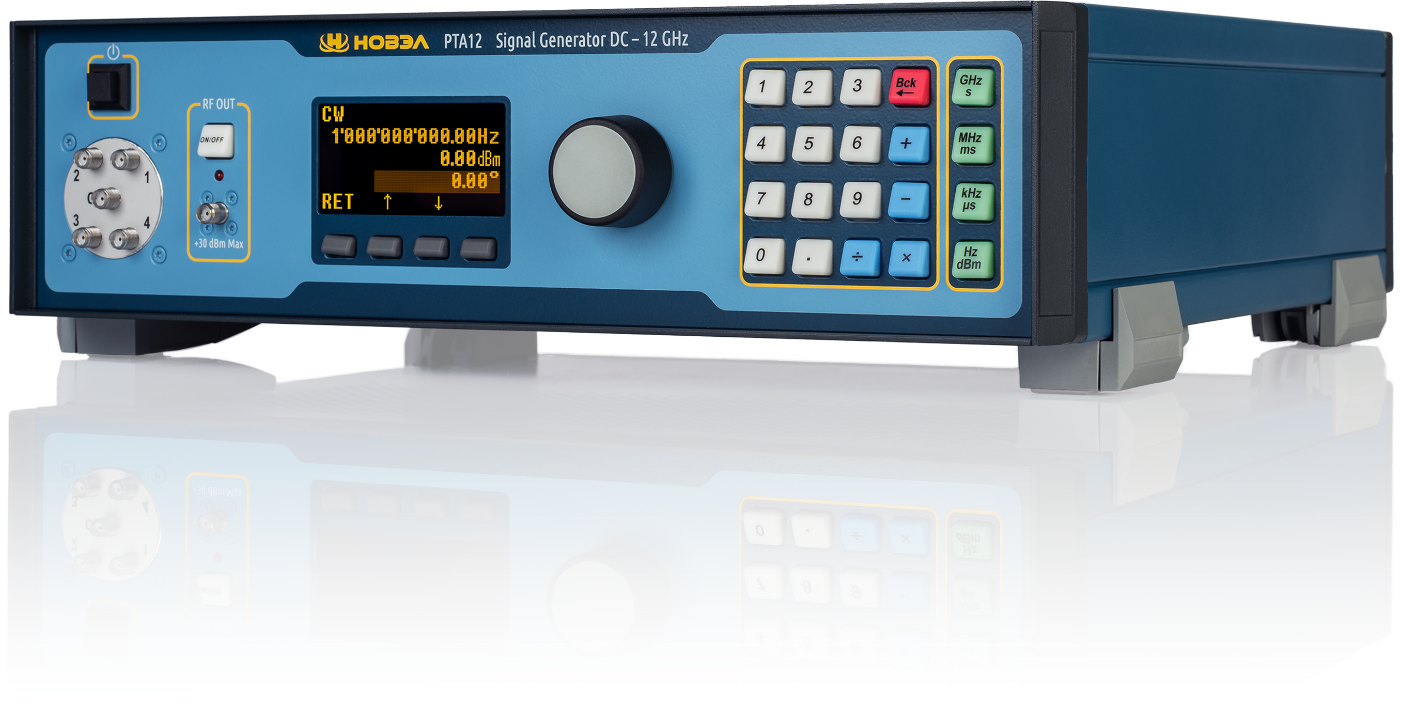 НОВЭЛ PTA12 Signal Generator DC – 12 GHz
RF OUT
ON/OFF
+30 dBm Max
2
1
C
3
4
CW
1'000'000'000.00Hz
0.00dBm
0.00°
RET ↑ ↓
1 2 3 Bck ←
4 5 6 +
7 8 9 −
0 . ÷ ×
GHz
s
MHz
ms
kHz
µs
Hz
dBm